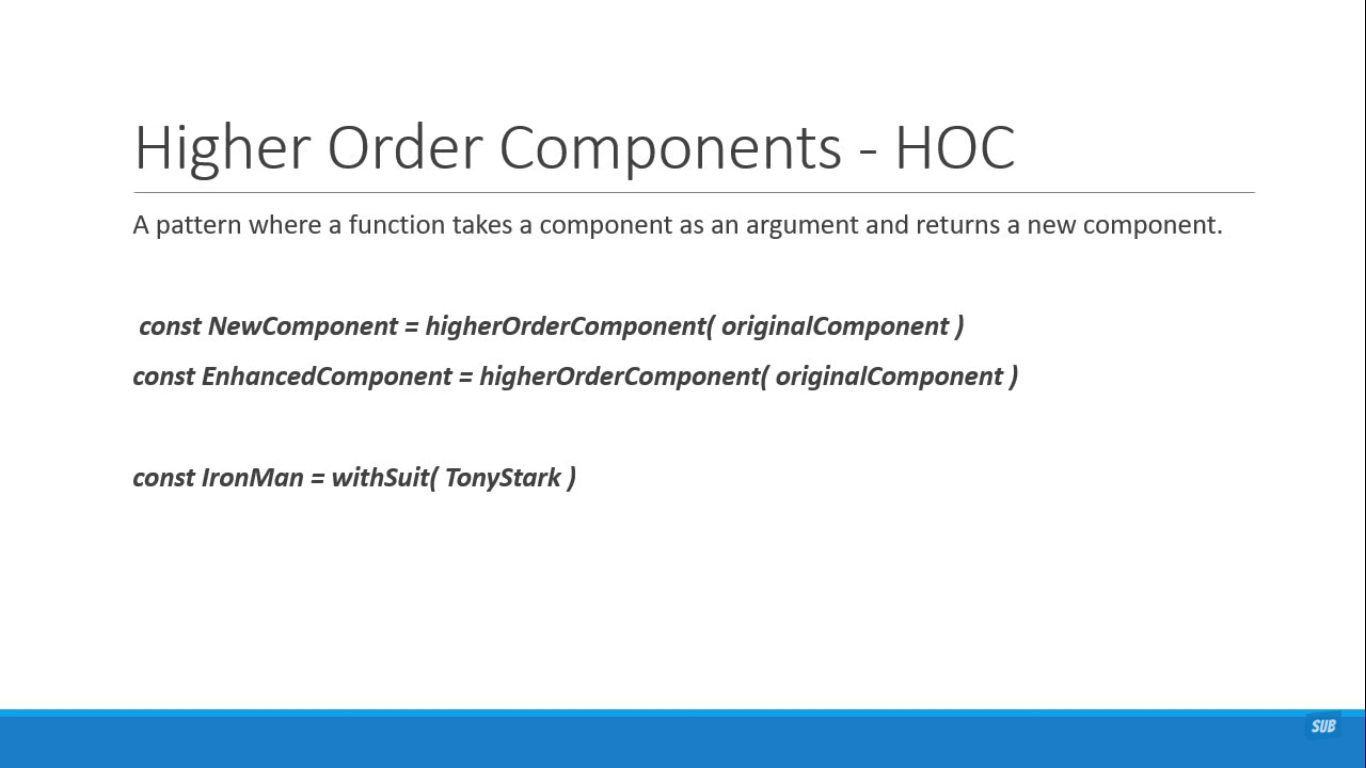 Higher Order Components - HOC
A pattern where a function takes a component as an argument and returns a new component.
const NewComponent = higherOrderComponent( originalComponent )
const EnhancedComponent = higherOrderComponent( originalComponent )
const IronMan = withSuit( TonyStark )
SUB